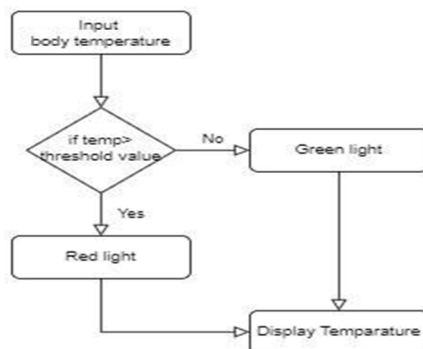 Input
body temperature
if temp>
threshold value
No
Green light
Yes
Red light
Display Temparature